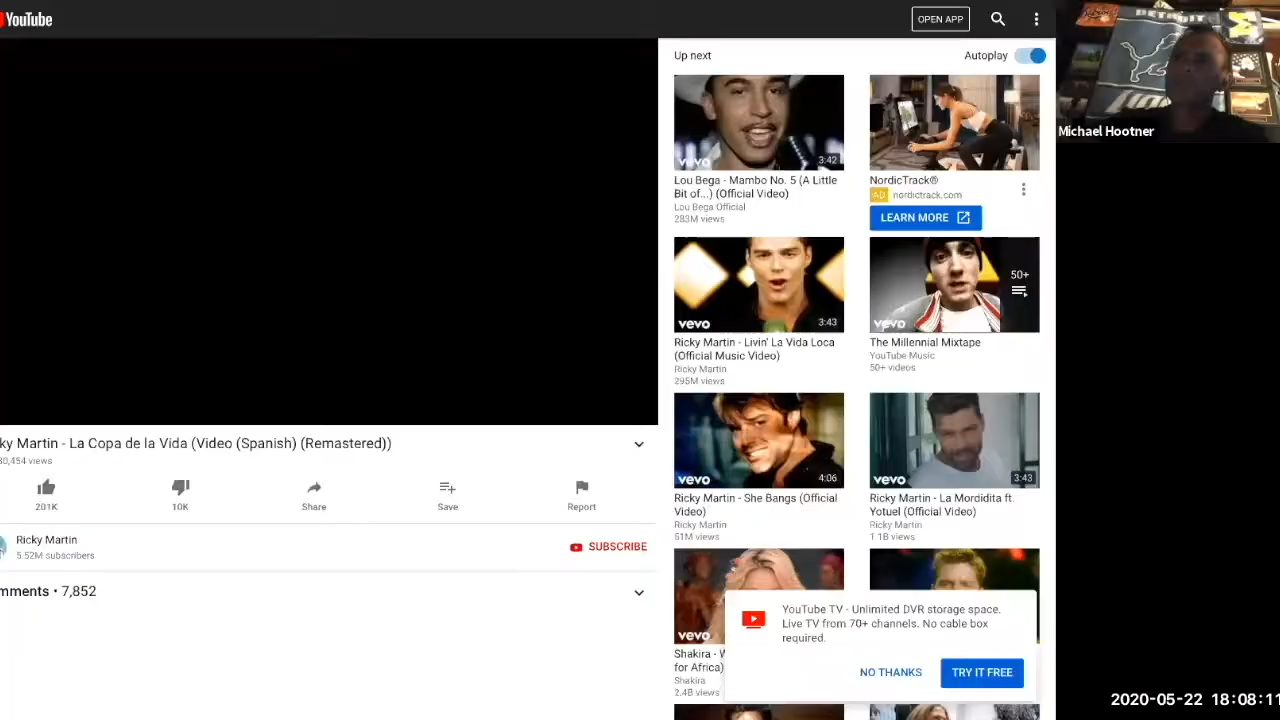 YouTube
OPEN APP
Up next
Autoplay
DETROIT
Michael Hootner
vevo
3:42
Lou Bega - Mambo No. 5 (A Little
Bit of...) (Official Video)
Lou Bega Official
283M views
NordicTrack®
AD nordictrack.com
LEARN MORE
vevo
3:43
Ricky Martin - Livin' La Vida Loca
(Official Music Video)
Ricky Martin
295M views
50+
vevo
The Millennial Mixtape
YouTube Music
50+ videos
vevo
4:06
Ricky Martin - She Bangs (Official
Video)
Ricky Martin
51M views
vevo
3:43
Ricky Martin - La Mordidita ft.
Yotuel (Official Video)
Ricky Martin
1.1B views
ky Martin - La Copa de la Vida (Video (Spanish) (Remastered))
30,454 views
201K
10K
Share
Save
Report
Ricky Martin
5.52M subscribers
SUBSCRIBE
mments • 7,852
vevo
Shakira - W
for Africa)
Shakira
2.4B views
YouTube TV - Unlimited DVR storage space.
Live TV from 70+ channels. No cable box
required.
NO THANKS
TRY IT FREE
2020-05-22 18:08:11